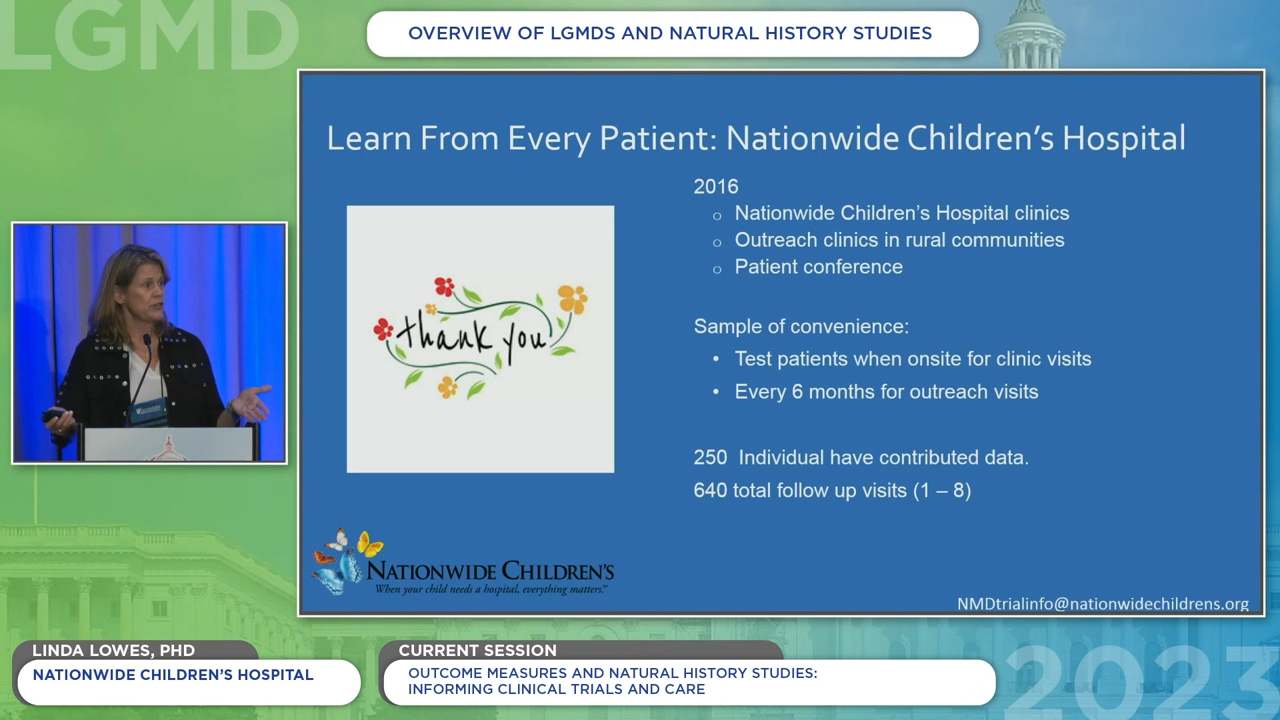 LGMD
OVERVIEW OF LGMDS AND NATURAL HISTORY STUDIES
Learn From Every Patient: Nationwide Children's Hospital
2016
Nationwide Children's Hospital clinics
Outreach clinics in rural communities
Patient conference
thank you
Sample of convenience:
Test patients when onsite for clinic visits
Every 6 months for outreach visits
250 Individual have contributed data.
640 total follow up visits (1 – 8)
NATIONWIDE CHILDREN'S
When your child needs a hospital, everything matters.™
NMDtrialinfo@nationwidechildrens.org
LINDA LOWES, PHD
NATIONWIDE CHILDREN'S HOSPITAL
CURRENT SESSION
OUTCOME MEASURES AND NATURAL HISTORY STUDIES:
INFORMING CLINICAL TRIALS AND CARE
2023